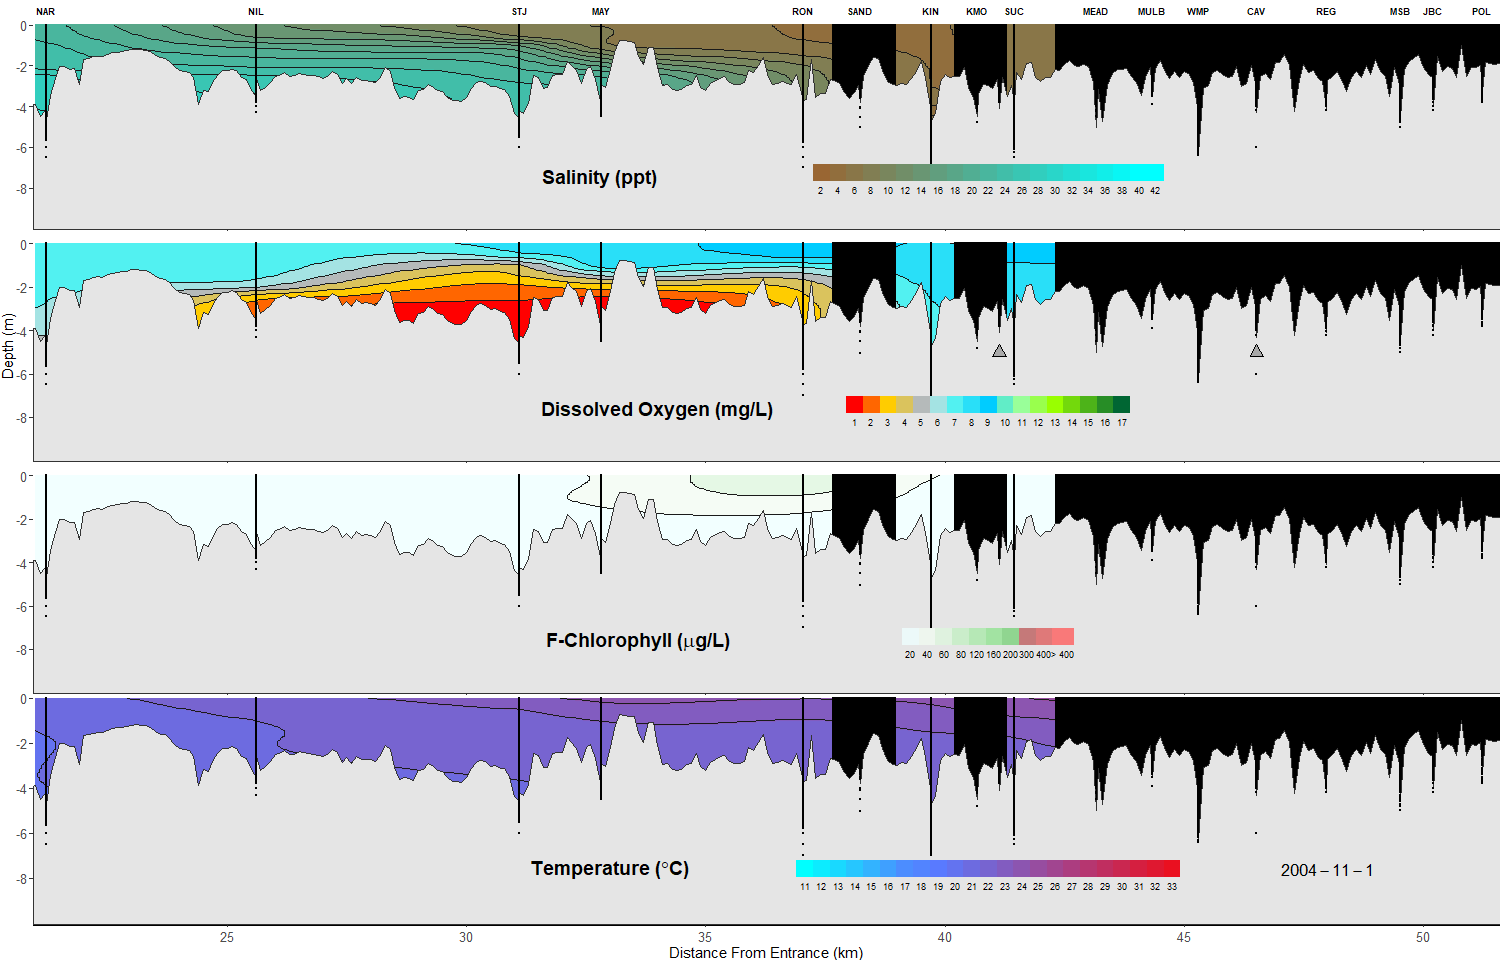 NAR NIL STJ MAY RON SAND KIN KMO SUC MEAD MULB WMP CAV REG MSB JBC POL
0
-2
-4
-6
-8
Salinity (ppt)
2 4 6 8 10 12 14 16 18 20 22 24 26 28 30 32 34 36 38 40 42
0
-2
-4
-6
-8
Depth (m)
Dissolved Oxygen (mg/L)
1 2 3 4 5 6 7 8 9 10 11 12 13 14 15 16 17
0
-2
-4
-6
-8
F-Chlorophyll (μg/L)
20 40 60 80 120 160 200 300 400 > 400
0
-2
-4
-6
-8
Temperature (°C)
11 12 13 14 15 16 17 18 19 20 21 22 23 24 25 26 27 28 29 30 31 32 33
2004 – 11 – 1
25 30 35 40 45 50
Distance From Entrance (km)